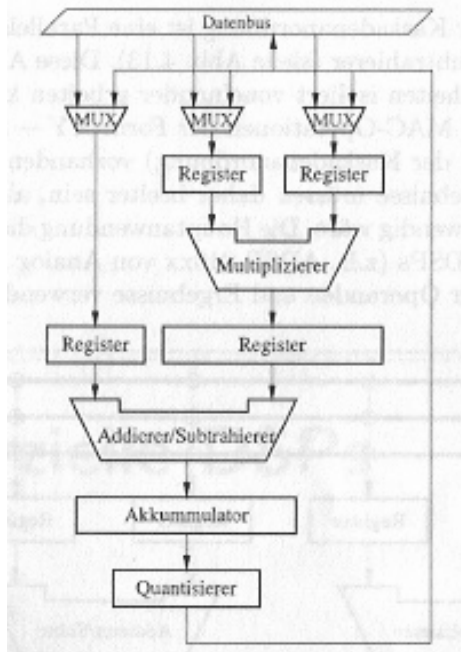 Datenbus
MUX MUX MUX
Register Register
Multiplizierer
Register Register
Addierer/Subtrahierer
Akkummulator
Quantisierer